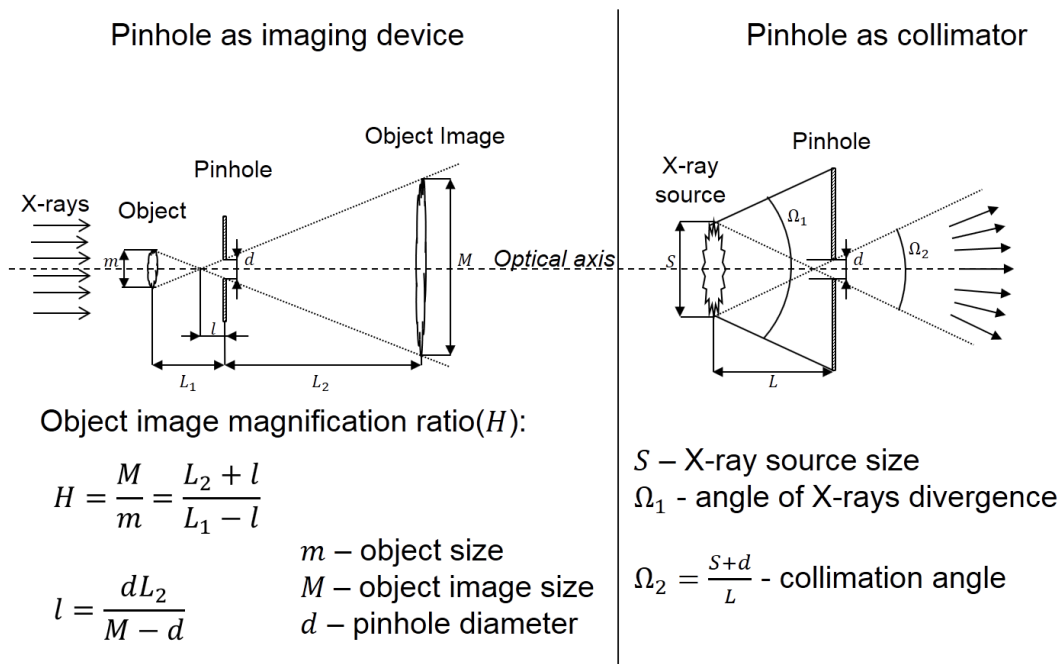 Pinhole as imaging device
Object Image
Pinhole
X-rays
Object
m
d
M
l
L₁
L₂
Optical axis
Object image magnification ratio(H):
H = M/m = (L₂ + l)/(L₁ − l)
l = dL₂/(M − d)
m – object size
M – object image size
d – pinhole diameter
Pinhole as collimator
Pinhole
X-ray
source
Ω₁
Ω₂
S
d
L
S – X-ray source size
Ω₁ - angle of X-rays divergence
Ω₂ = (S+d)/L - collimation angle